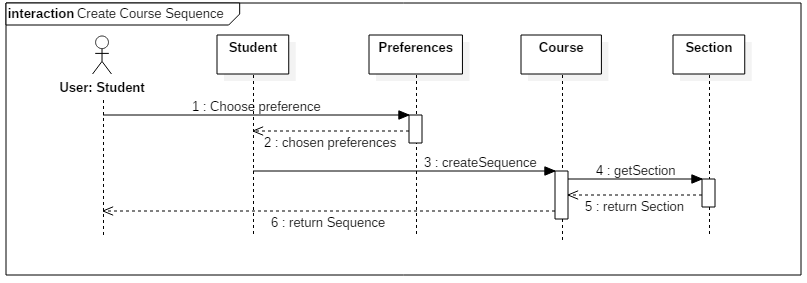 interaction Create Course Sequence
Student
Preferences
Course
Section
User: Student
1 : Choose preference
2 : chosen preferences
3 : createSequence
4 : getSection
5 : return Section
6 : return Sequence